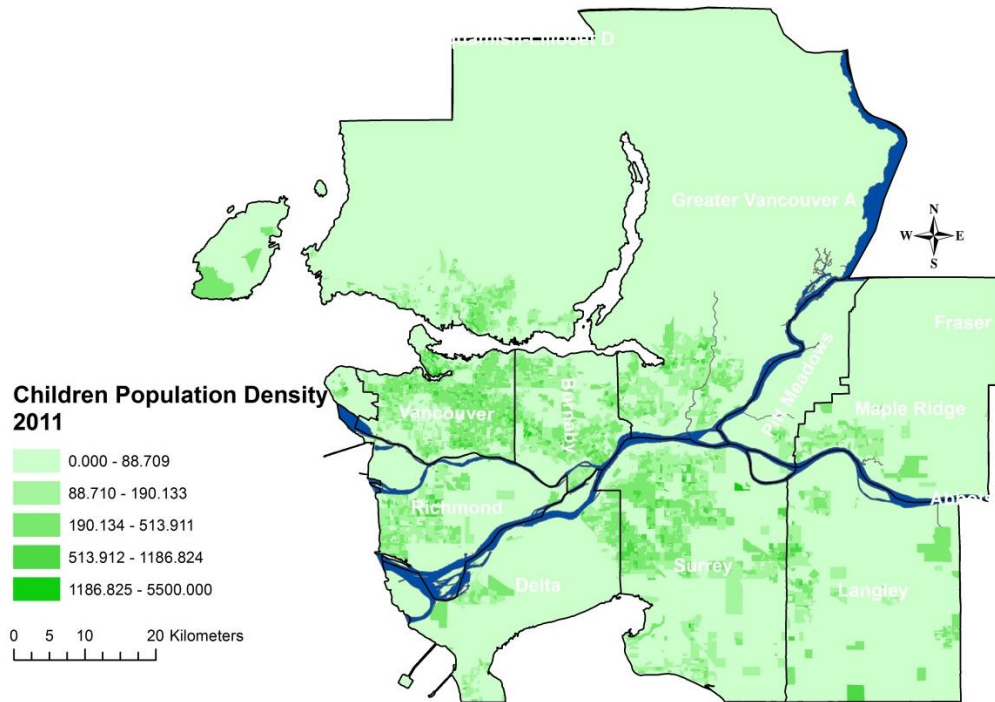 Greater Vancouver A
N
W E
S
Fraser
Children Population Density
2011
Vancouver
Burnaby
Pitt Meadows
Maple Ridge
0.000 - 88.709
88.710 - 190.133
190.134 - 513.911
513.912 - 1186.824
1186.825 - 5500.000
Richmond
Delta
Surrey
Langley
0 5 10 20 Kilometers